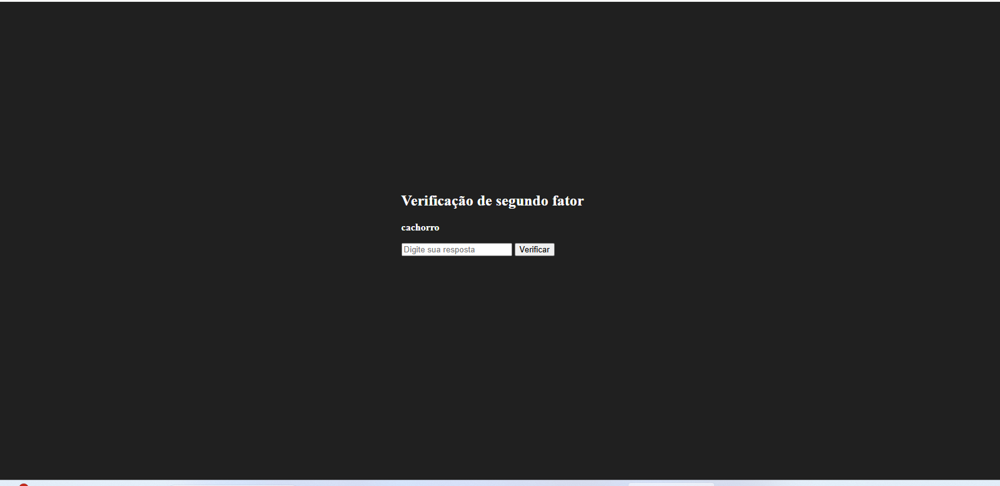 Verificação de segundo fator
cachorro
Digite sua resposta Verificar